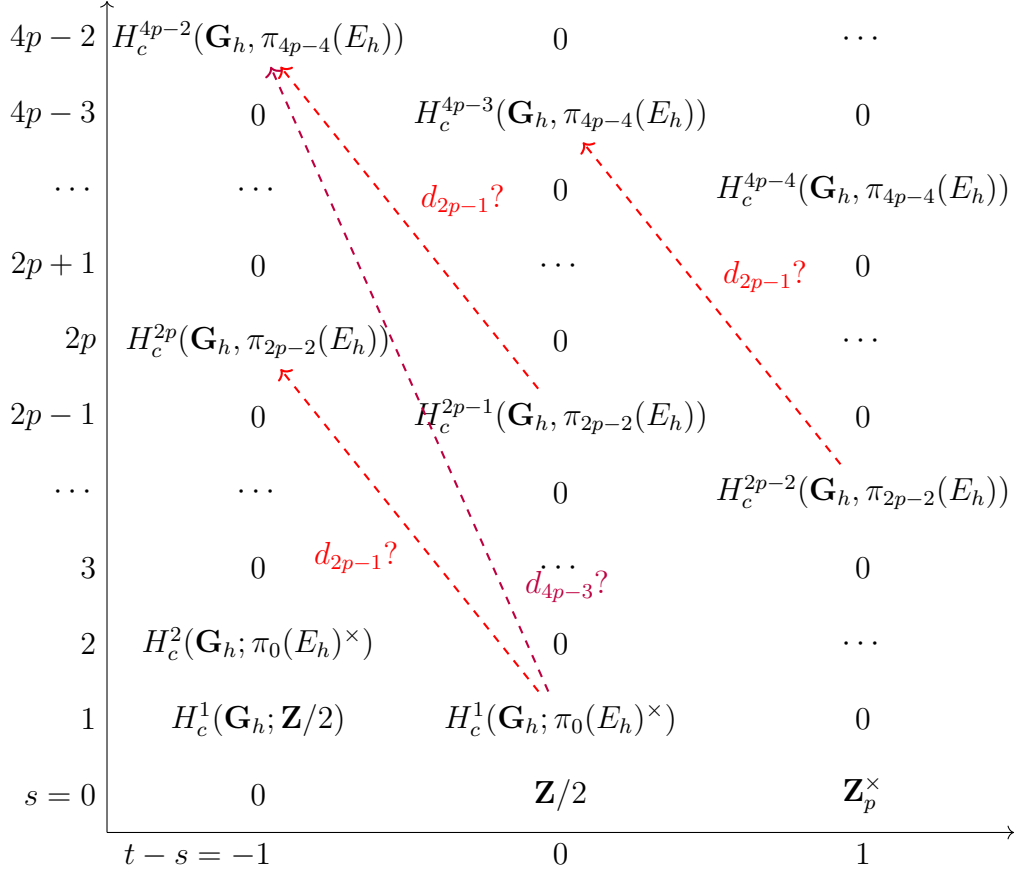 4p − 2 H_c^{4p−2}(𝐆_h, π_{4p−4}(E_h)) 0 ⋯
4p − 3 0 H_c^{4p−3}(𝐆_h, π_{4p−4}(E_h)) 0
⋯ ⋯ 0 H_c^{4p−4}(𝐆_h, π_{4p−4}(E_h))
d_{2p−1}?
2p + 1 0 ⋯ 0
d_{2p−1}?
2p H_c^{2p}(𝐆_h, π_{2p−2}(E_h)) 0 ⋯
2p − 1 0 H_c^{2p−1}(𝐆_h, π_{2p−2}(E_h)) 0
⋯ ⋯ 0 H_c^{2p−2}(𝐆_h, π_{2p−2}(E_h))
d_{2p−1}?
3 0 ⋯ 0
d_{4p−3}?
2 H_c^2(𝐆_h; π_0(E_h)^×) 0 ⋯
1 H_c^1(𝐆_h; 𝐙/2) H_c^1(𝐆_h; π_0(E_h)^×) 0
s = 0 0 𝐙/2 𝐙_p^×
t − s = −1 0 1